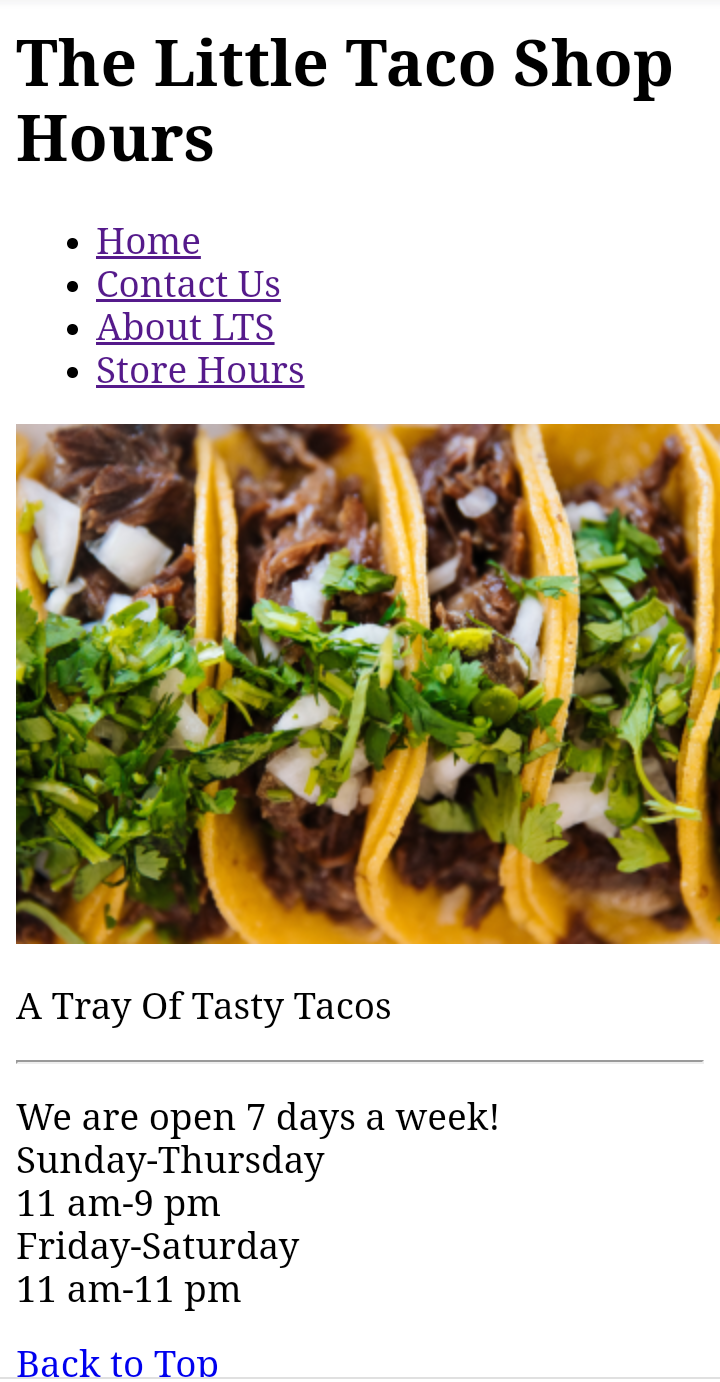 The Little Taco Shop
Hours
Home
Contact Us
About LTS
Store Hours
A Tray Of Tasty Tacos
We are open 7 days a week!
Sunday-Thursday
11 am-9 pm
Friday-Saturday
11 am-11 pm
Back to Top